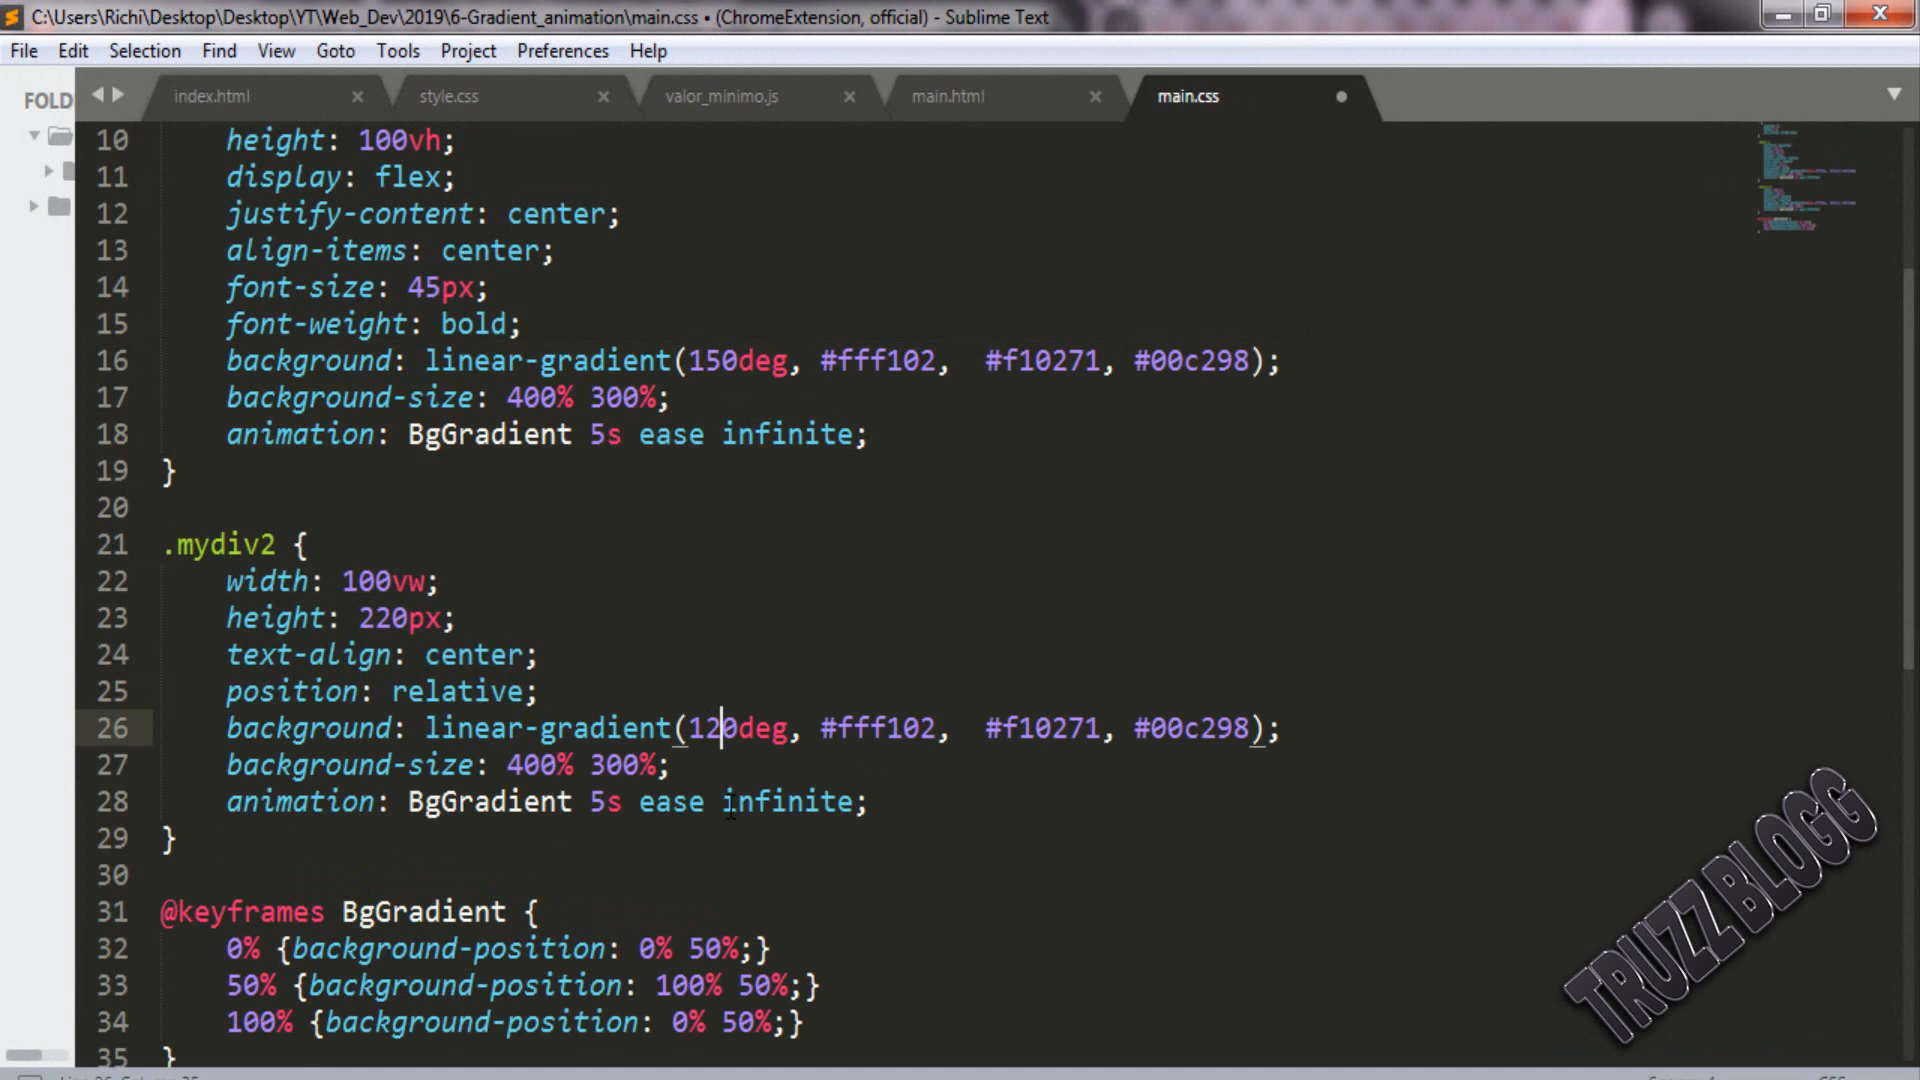 C:\Users\Richi\Desktop\Desktop\YT\Web_Dev\2019\6-Gradient_animation\main.css • (ChromeExtension, official) - Sublime Text
File Edit Selection Find View Goto Tools Project Preferences Help
FOLD
index.html style.css valor_minimo.js main.html main.css
10 height: 100vh;
11 display: flex;
12 justify-content: center;
13 align-items: center;
14 font-size: 45px;
15 font-weight: bold;
16 background: linear-gradient(150deg, #fff102,  #f10271, #00c298);
17 background-size: 400% 300%;
18 animation: BgGradient 5s ease infinite;
19 }
20
21 .mydiv2 {
22 width: 100vw;
23 height: 220px;
24 text-align: center;
25 position: relative;
26 background: linear-gradient(120deg, #fff102,  #f10271, #00c298);
27 background-size: 400% 300%;
28 animation: BgGradient 5s ease infinite;
29 }
30
31 @keyframes BgGradient {
32 0% {background-position: 0% 50%;}
33 50% {background-position: 100% 50%;}
34 100% {background-position: 0% 50%;}
35 }
TRUZZ BLOGG